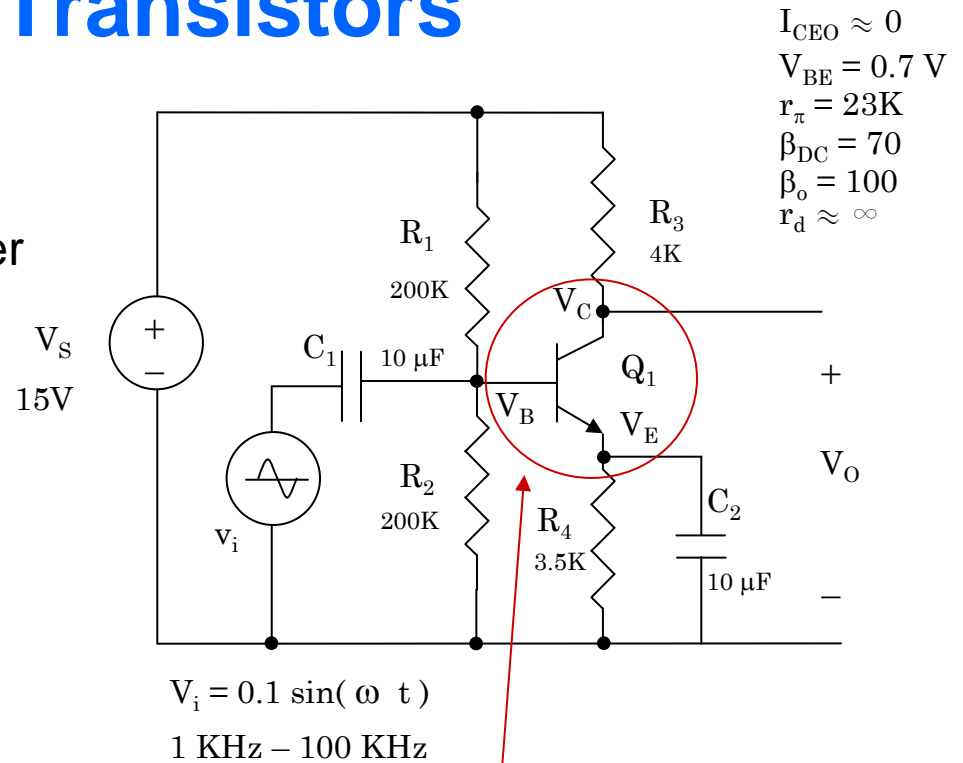 Transistors
I_CEO ≈ 0
V_BE = 0.7 V
r_π = 23K
β_DC = 70
β_o = 100
r_d ≈ ∞
er
R_1
200K
R_3
4K
V_S
15V
+
−
C_1
10 μF
V_C
Q_1
V_B
V_E
+
V_O
−
R_2
200K
v_i
R_4
3.5K
C_2
10 μF
V_i = 0.1 sin( ω t )
1 KHz – 100 KHz